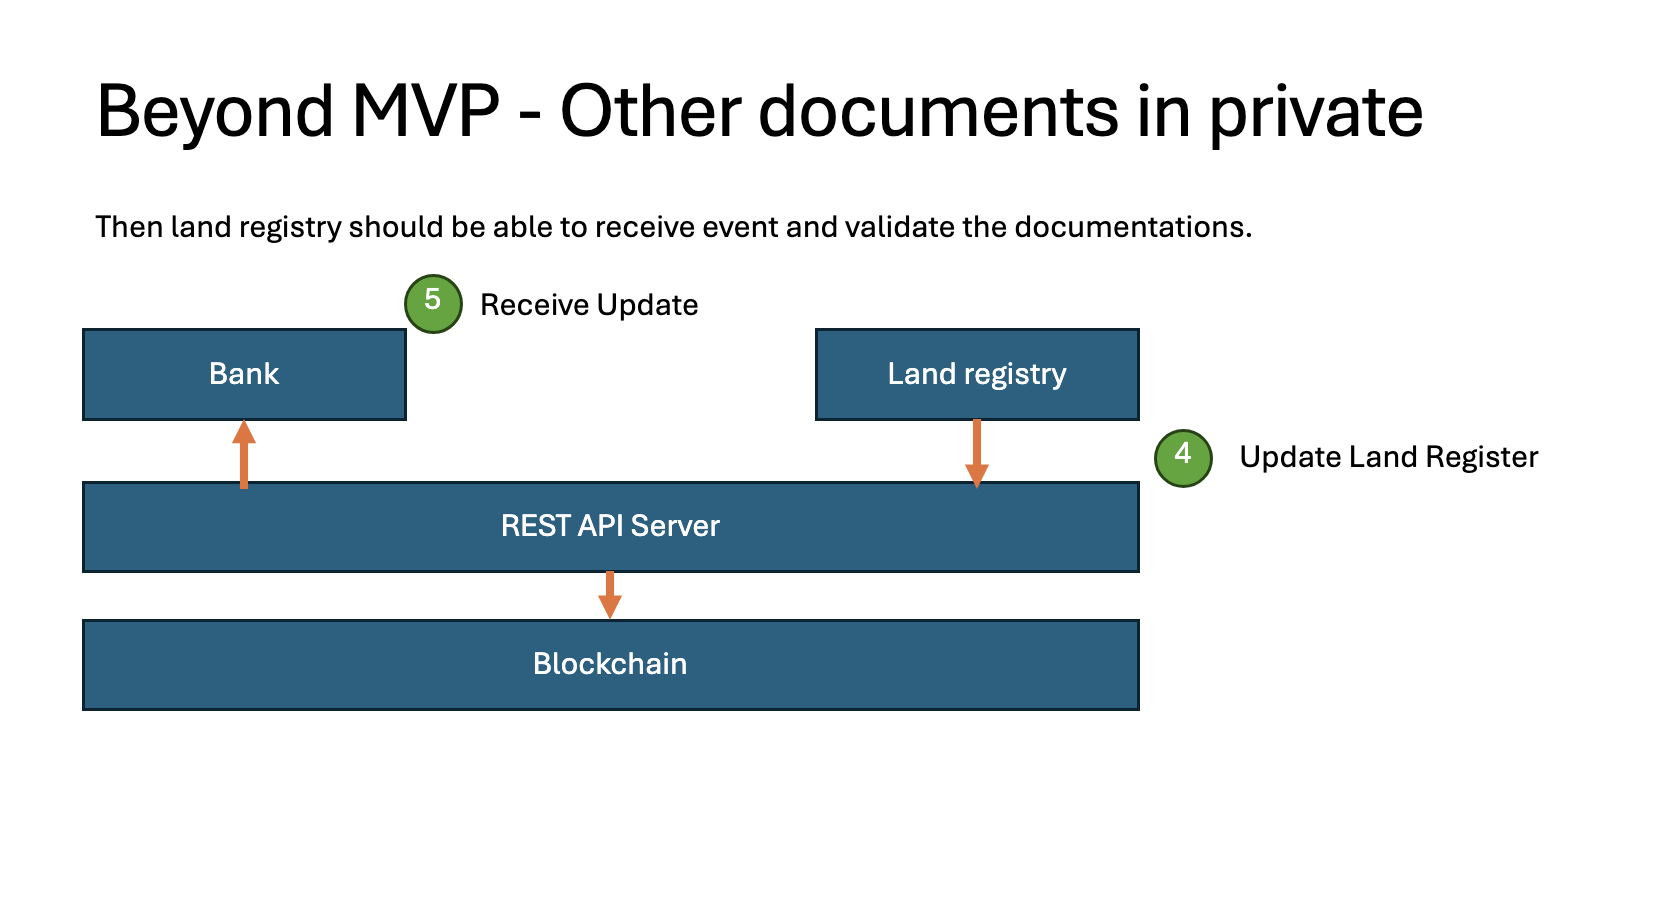 Beyond MVP - Other documents in private
Then land registry should be able to receive event and validate the documentations.
5
Receive Update
Bank
Land registry
4
Update Land Register
REST API Server
Blockchain